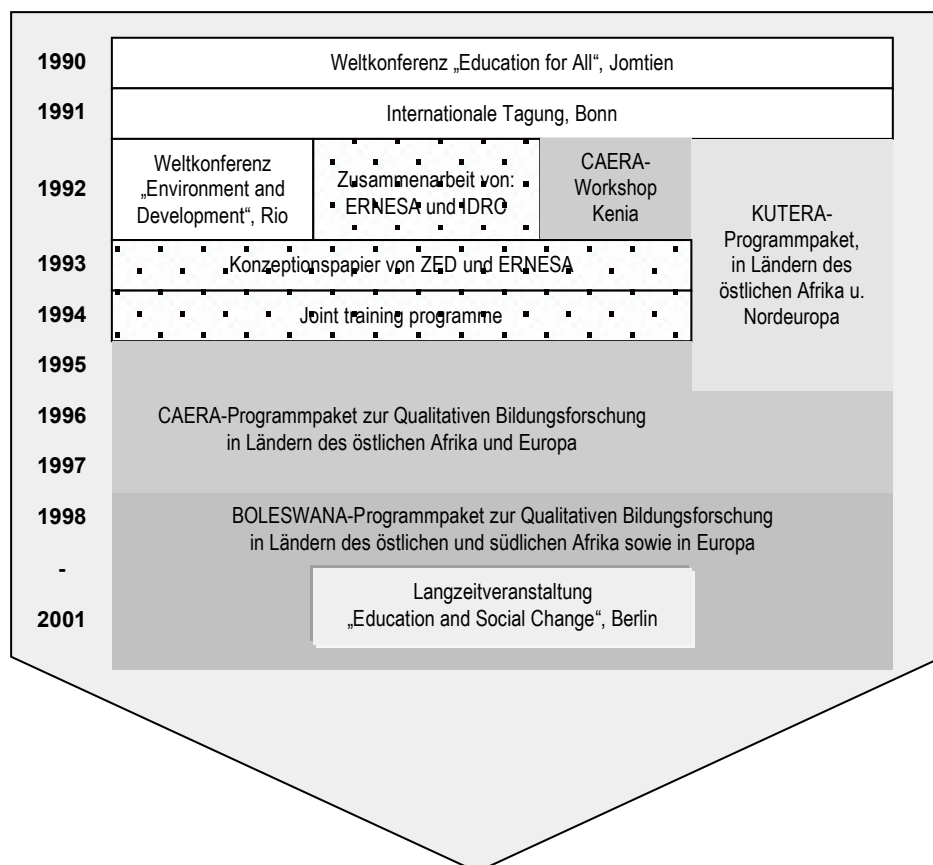 1990
Weltkonferenz „Education for All“, Jomtien
1991
Internationale Tagung, Bonn
1992
Weltkonferenz
„Environment and
Development“, Rio
Zusammenarbeit von:
ERNESA und IDRC
CAERA-
Workshop
Kenia
KUTERA-
Programmpaket,
in Ländern des
östlichen Afrika u.
Nordeuropa
1993
Konzeptionspapier von ZED und ERNESA
1994
Joint training programme
1995
1996
CAERA-Programmpaket zur Qualitativen Bildungsforschung
in Ländern des östlichen Afrika und Europa
1997
1998
BOLESWANA-Programmpaket zur Qualitativen Bildungsforschung
in Ländern des östlichen und südlichen Afrika sowie in Europa
-
Langzeitveranstaltung
„Education and Social Change“, Berlin
2001